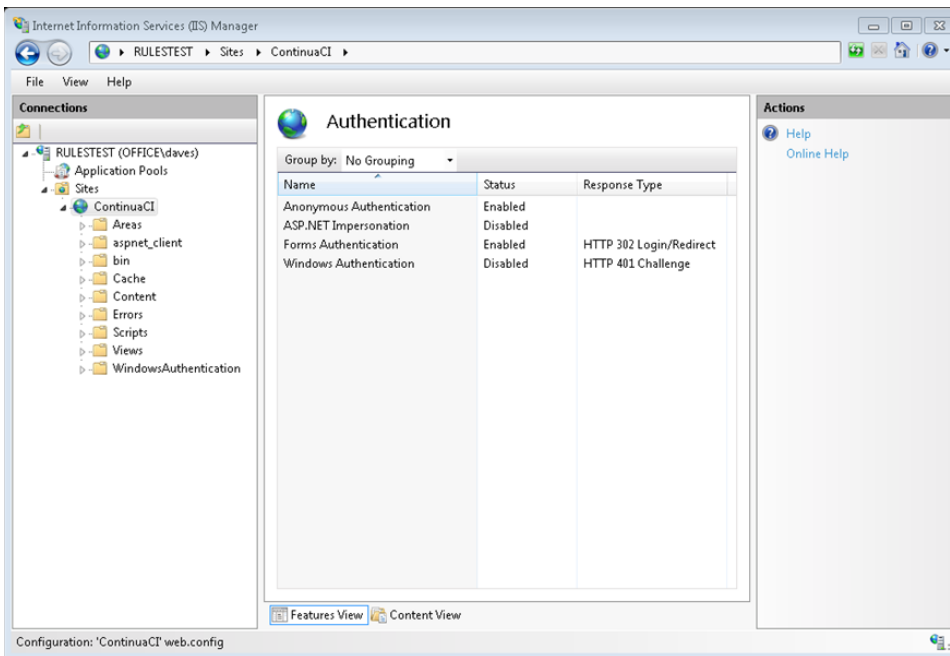 Internet Information Services (IIS) Manager
RULESTEST Sites ContinuaCI
File View Help
Connections
RULESTEST (OFFICE\daves)
Application Pools
Sites
ContinuaCI
Areas
aspnet_client
bin
Cache
Content
Errors
Scripts
Views
WindowsAuthentication
Authentication
Group by: No Grouping
Name Status Response Type
Anonymous Authentication Enabled
ASP.NET Impersonation Disabled
Forms Authentication Enabled HTTP 302 Login/Redirect
Windows Authentication Disabled HTTP 401 Challenge
Features View Content View
Actions
Help
Online Help
Configuration: 'ContinuaCI' web.config